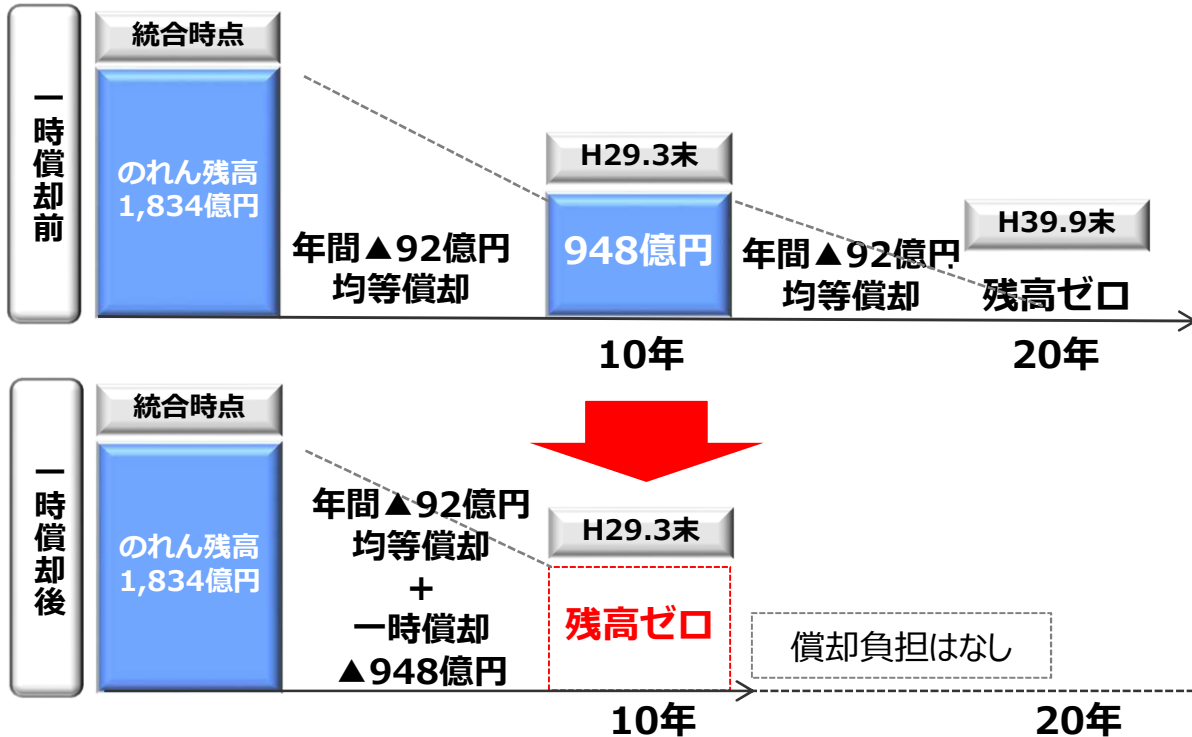 一時償却前
統合時点
のれん残高
1,834億円
年間▲92億円
均等償却
H29.3末
948億円
年間▲92億円
均等償却
H39.9末
残高ゼロ
10年
20年
一時償却後
統合時点
のれん残高
1,834億円
年間▲92億円
均等償却
+
一時償却
▲948億円
H29.3末
残高ゼロ
償却負担はなし
10年
20年